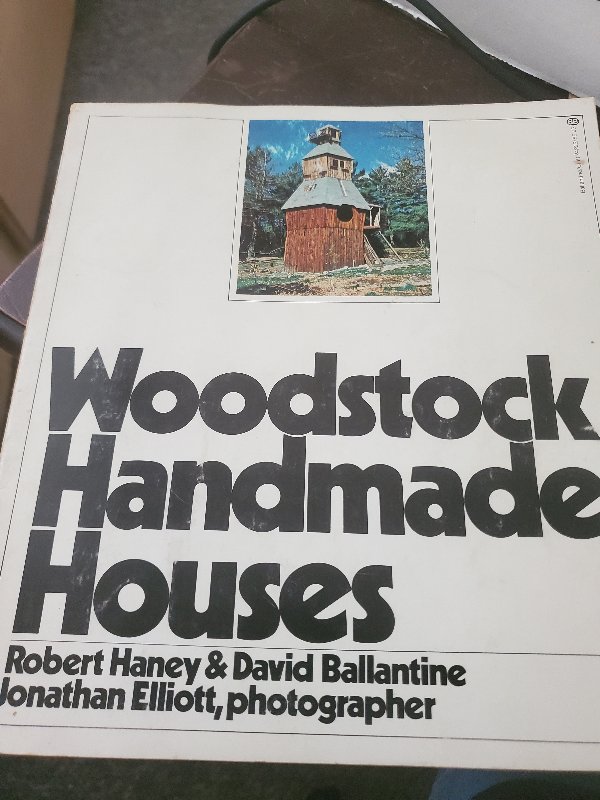 Woodstock
Handmade
Houses
Robert Haney & David Ballantine
Jonathan Elliott, photographer